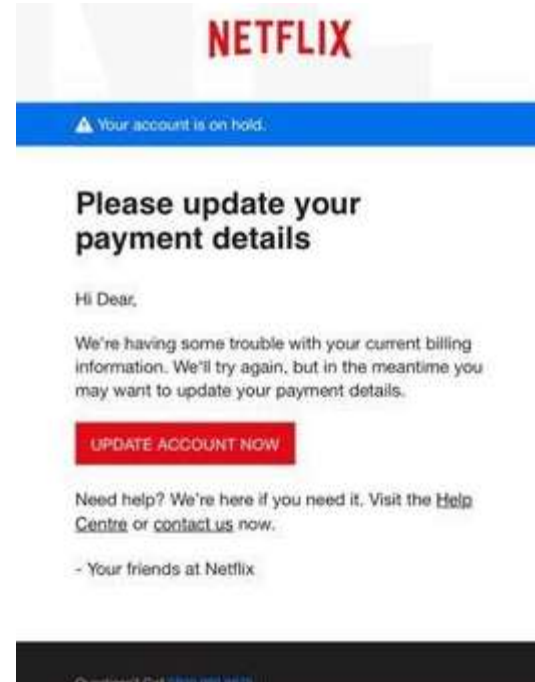 NETFLIX
Your account is on hold.
Please update your
payment details
Hi Dear,
We're having some trouble with your current billing
information. We'll try again, but in the meantime you
may want to update your payment details.
UPDATE ACCOUNT NOW
Need help? We're here if you need it. Visit the Help
Centre or contact us now.
- Your friends at Netflix